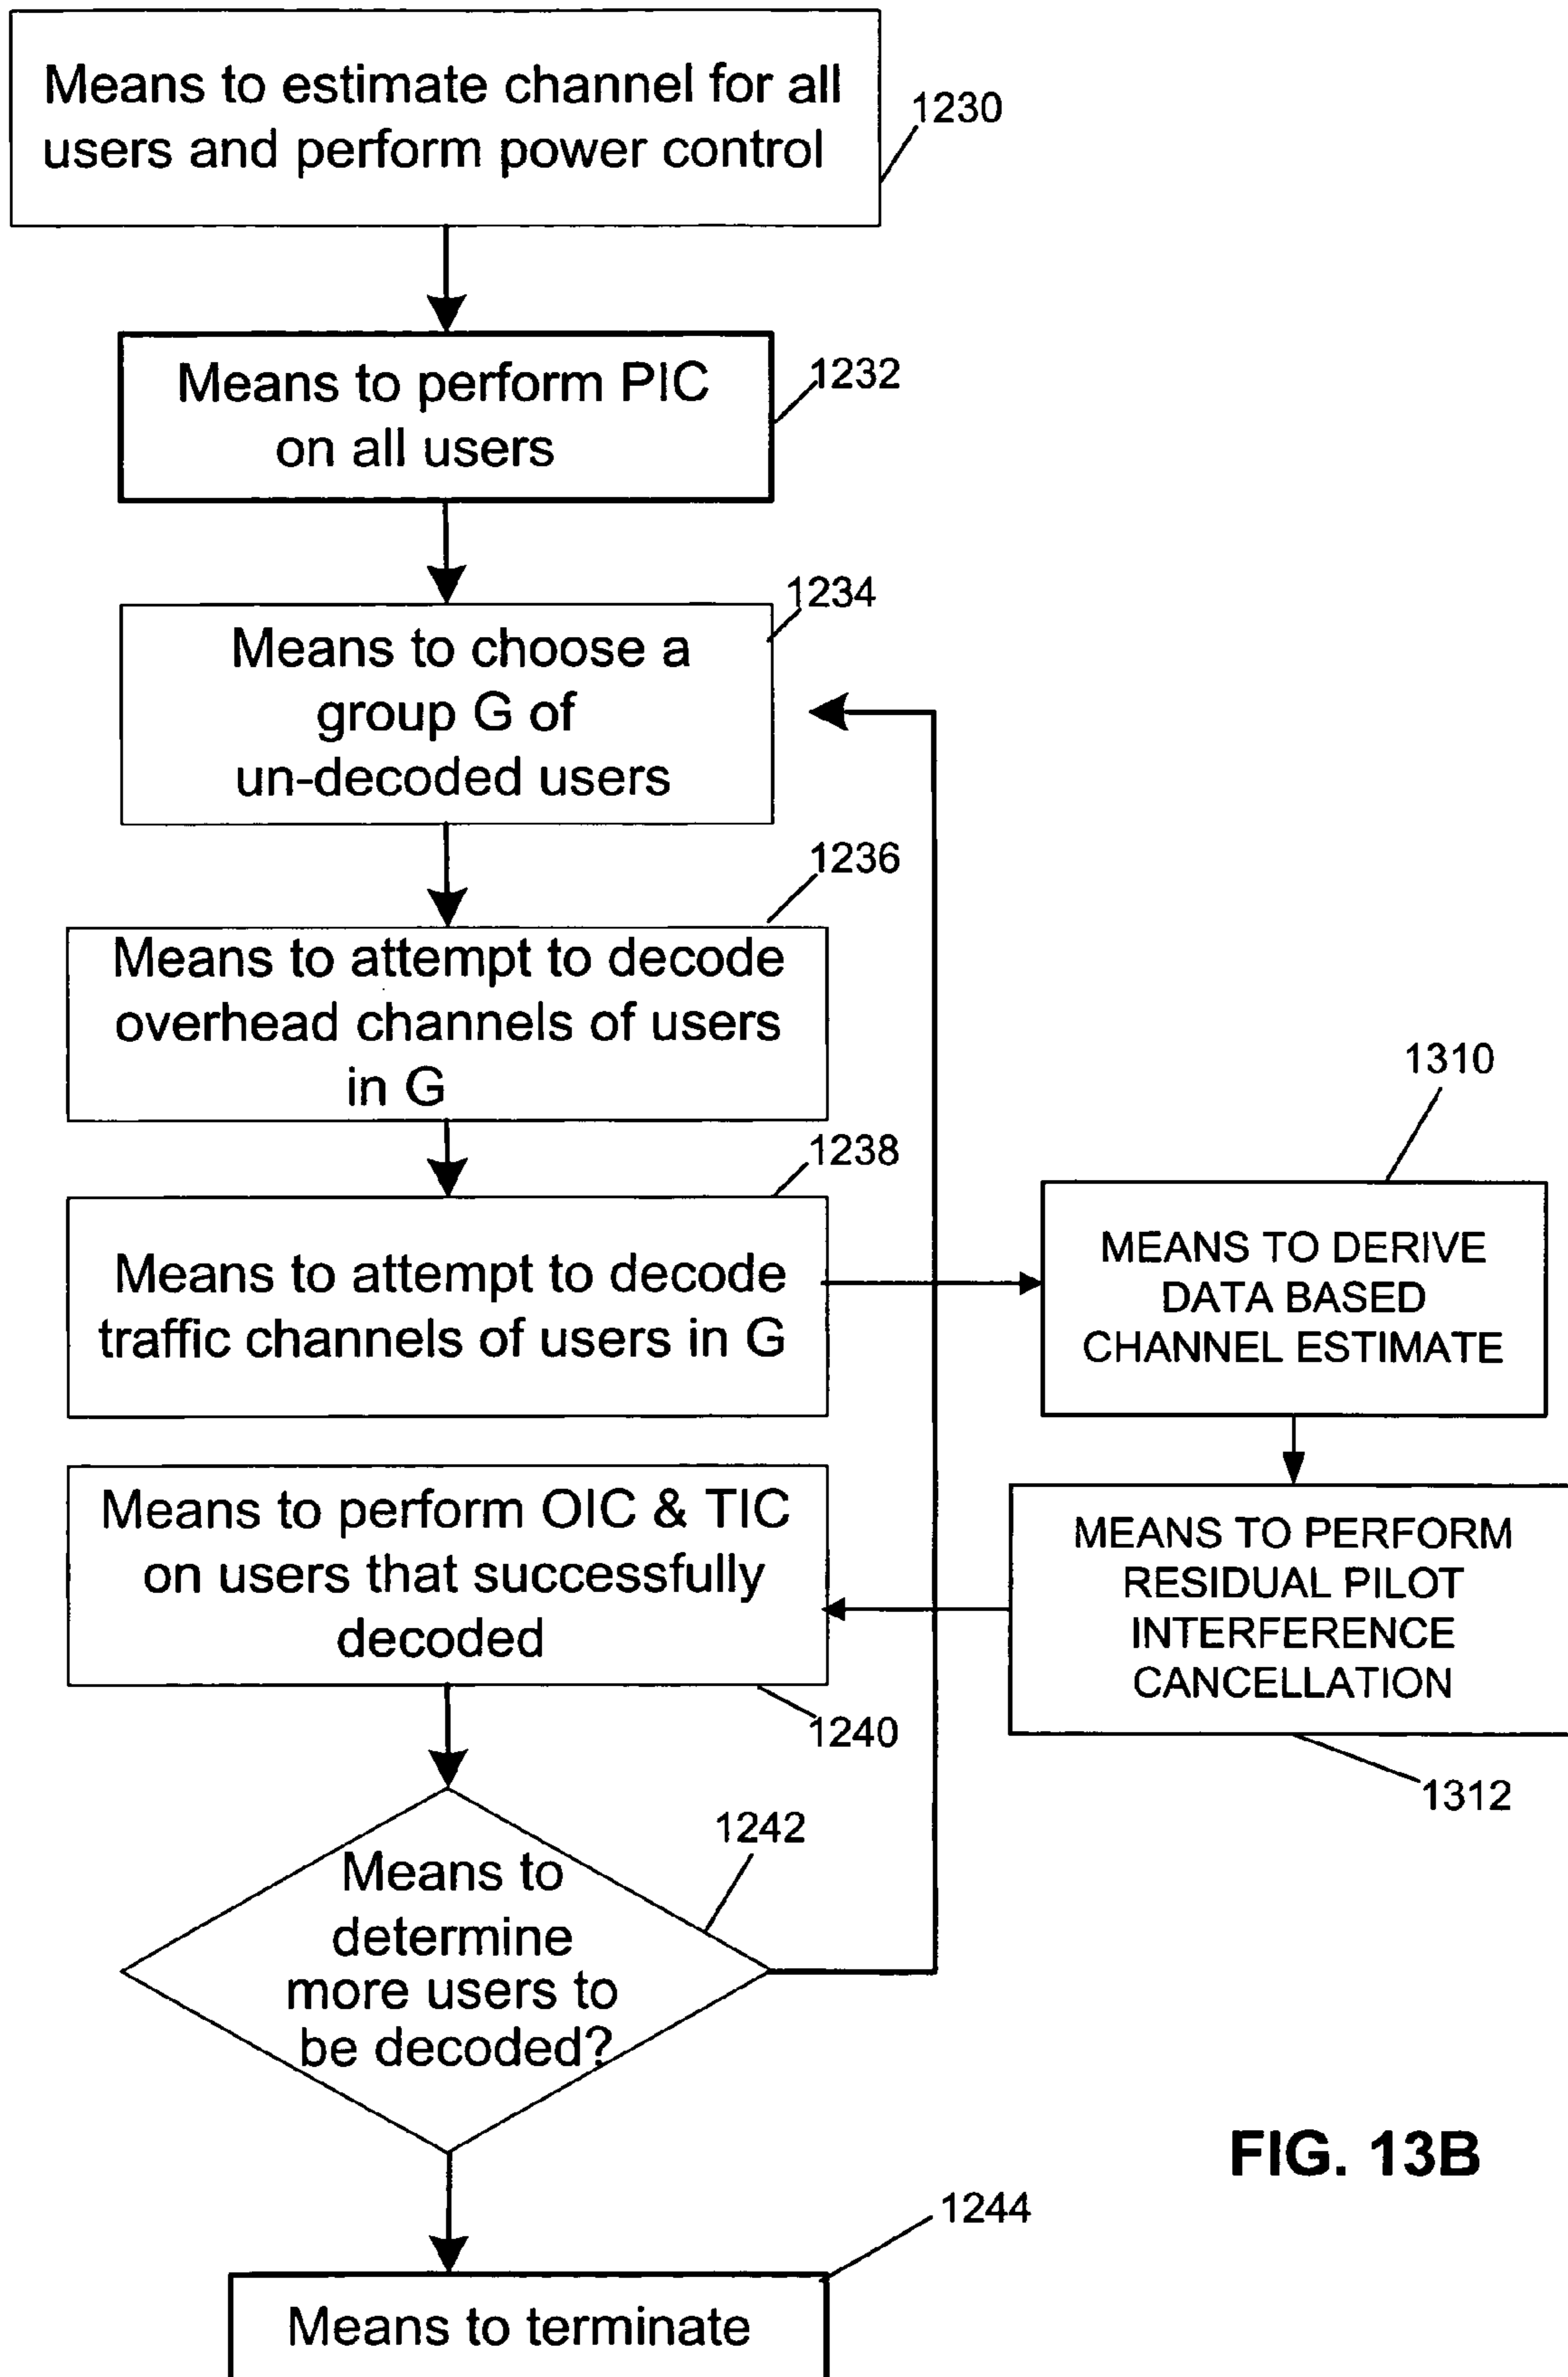 Means to estimate channel for all
users and perform power control
1230
Means to perform PIC
on all users
1232
1234
Means to choose a
group G of
un-decoded users
1236
Means to attempt to decode
overhead channels of users
in G
1238
Means to attempt to decode
traffic channels of users in G
1310
MEANS TO DERIVE
DATA BASED
CHANNEL ESTIMATE
MEANS TO PERFORM
RESIDUAL PILOT
INTERFERENCE
CANCELLATION
1312
Means to perform OIC & TIC
on users that successfully
decoded
1240
1242
Means to
determine
more users to
be decoded?
1244
Means to terminate
FIG. 13B